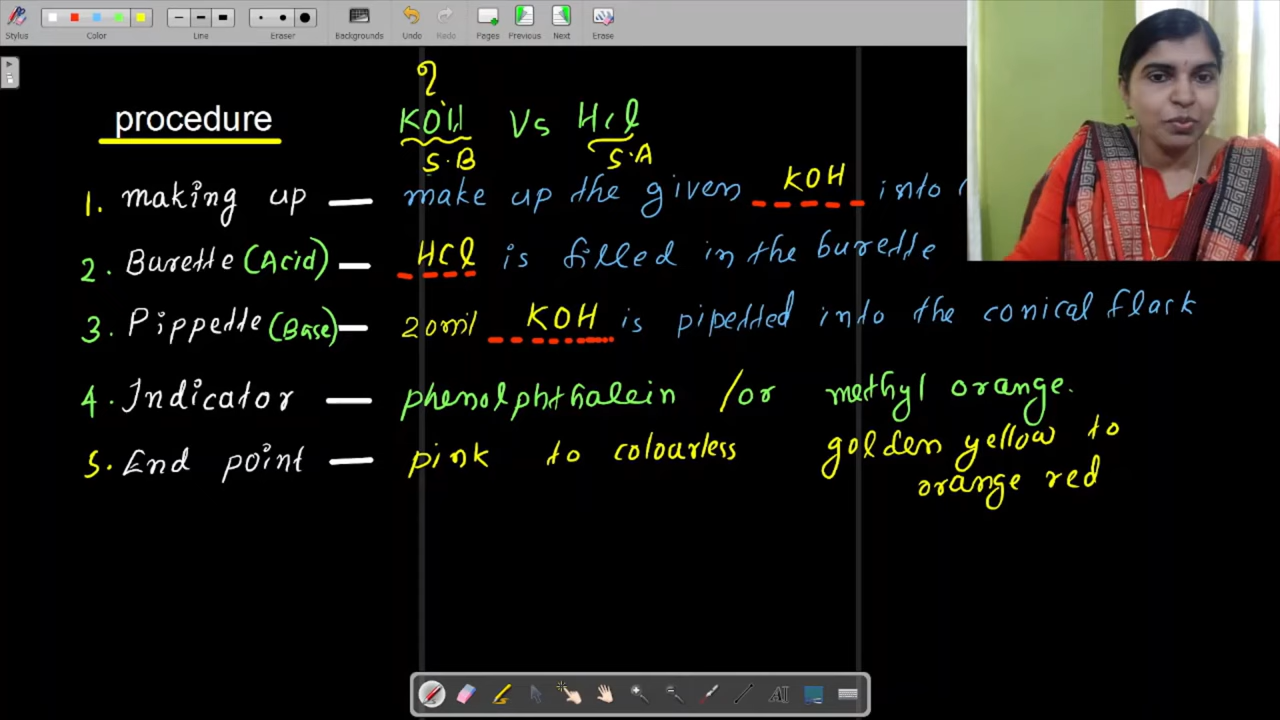 Stylus Color Line Eraser Backgrounds Undo Redo Pages Previous Next Erase
?
procedure KOH Vs HCl
S.B S.A
1. making up — make up the given KOH into
2. Burette (Acid) — HCl is filled in the burette
3. Pippette (Base) — 20ml KOH is pipetted into the conical flask
4. Indicator — phenolphthalein /or methyl orange.
5. End point — pink to colourless golden yellow to
orange red